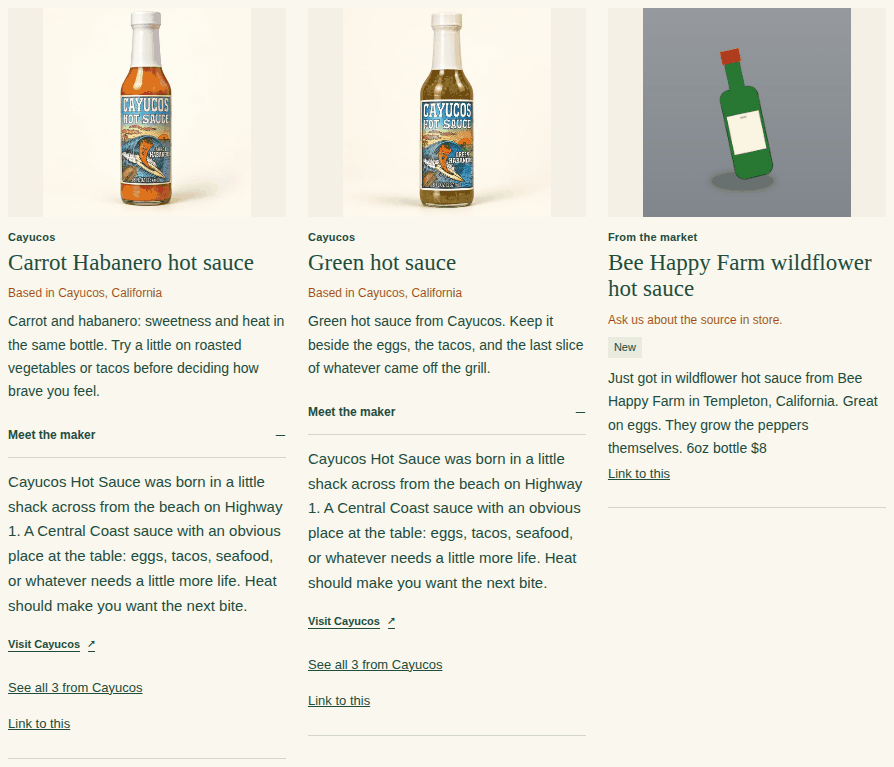 CAYUCOS
HOT SAUCE
HABANERO
Cayucos
Carrot Habanero hot sauce
Based in Cayucos, California
Carrot and habanero: sweetness and heat in
the same bottle. Try a little on roasted
vegetables or tacos before deciding how
brave you feel.
Meet the maker —
Cayucos Hot Sauce was born in a little
shack across from the beach on Highway
1. A Central Coast sauce with an obvious
place at the table: eggs, tacos, seafood,
or whatever needs a little more life. Heat
should make you want the next bite.
Visit Cayucos ↗
See all 3 from Cayucos
Link to this
CAYUCOS
HOT SAUCE
GREEN
HABANERO
Cayucos
Green hot sauce
Based in Cayucos, California
Green hot sauce from Cayucos. Keep it
beside the eggs, the tacos, and the last slice
of whatever came off the grill.
Meet the maker —
Cayucos Hot Sauce was born in a little
shack across from the beach on Highway
1. A Central Coast sauce with an obvious
place at the table: eggs, tacos, seafood,
or whatever needs a little more life. Heat
should make you want the next bite.
Visit Cayucos ↗
See all 3 from Cayucos
Link to this
From the market
Bee Happy Farm wildflower
hot sauce
Ask us about the source in store.
New
Just got in wildflower hot sauce from Bee
Happy Farm in Templeton, California. Great
on eggs. They grow the peppers
themselves. 6oz bottle $8
Link to this